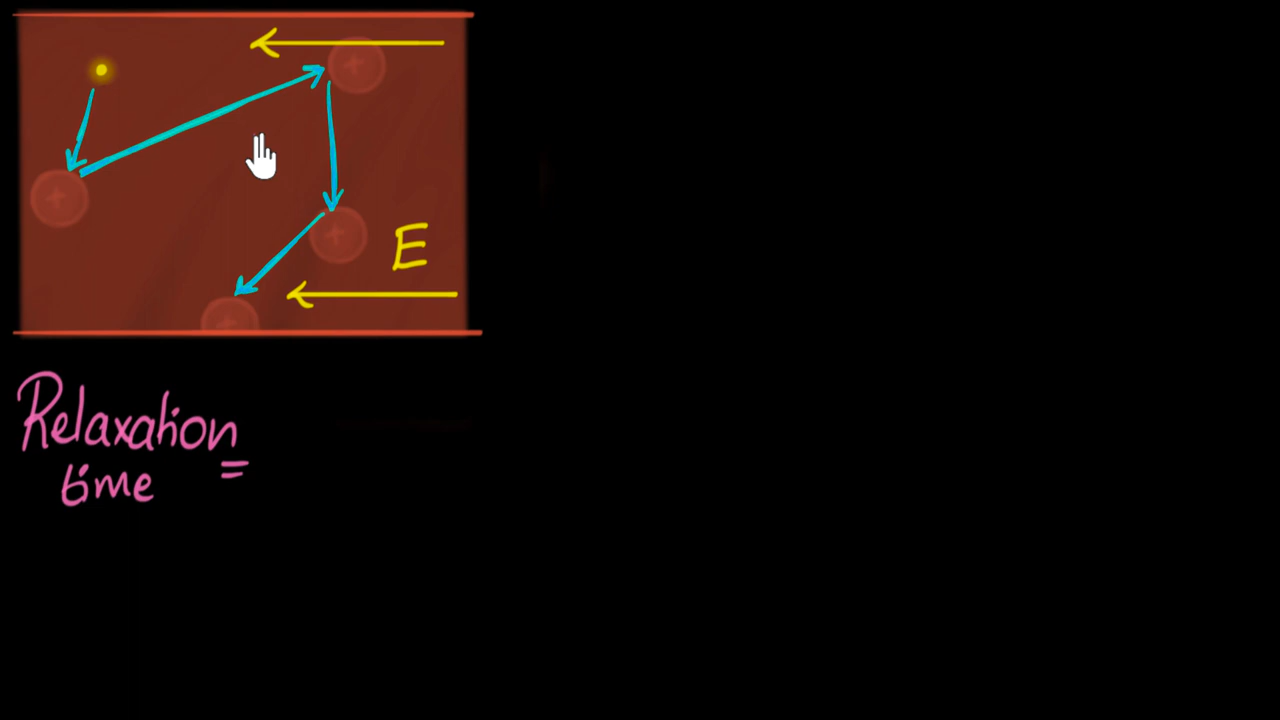 +
+
E
+
Relaxation
time =